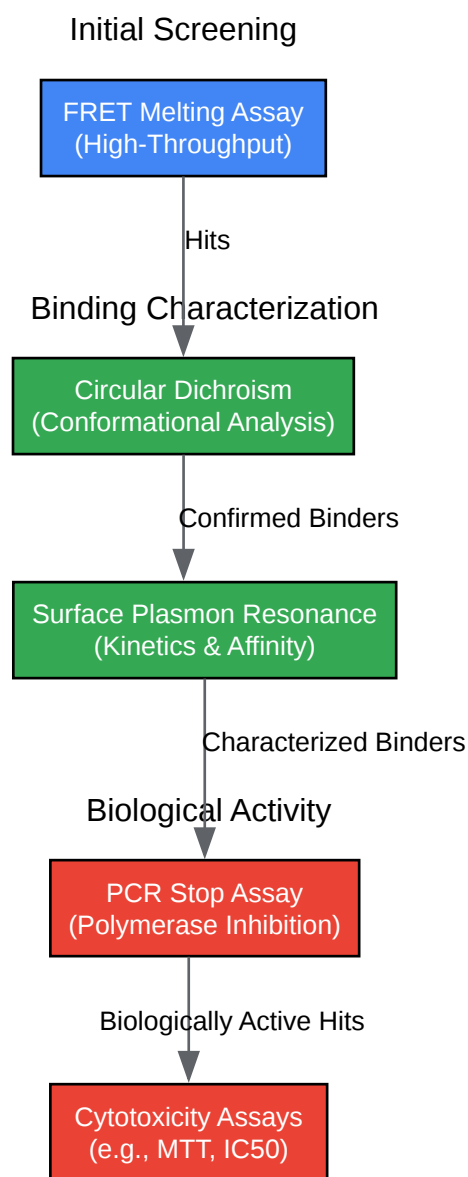 Initial Screening
FRET Melting Assay
(High-Throughput)
Hits
Binding Characterization
Circular Dichroism
(Conformational Analysis)
Confirmed Binders
Surface Plasmon Resonance
(Kinetics & Affinity)
Characterized Binders
Biological Activity
PCR Stop Assay
(Polymerase Inhibition)
Biologically Active Hits
Cytotoxicity Assays
(e.g., MTT, IC50)